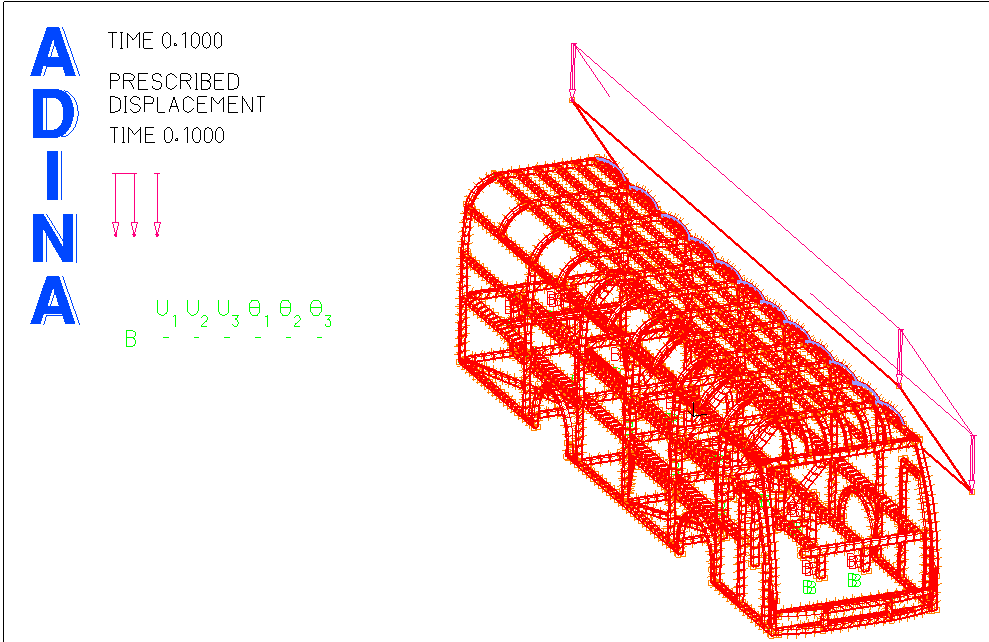 ADINA
TIME 0.1000
PRESCRIBED
DISPLACEMENT
TIME 0.1000
U1 U2 U3 θ1 θ2 θ3
B - - - - - -
B
B
B
B
B
B